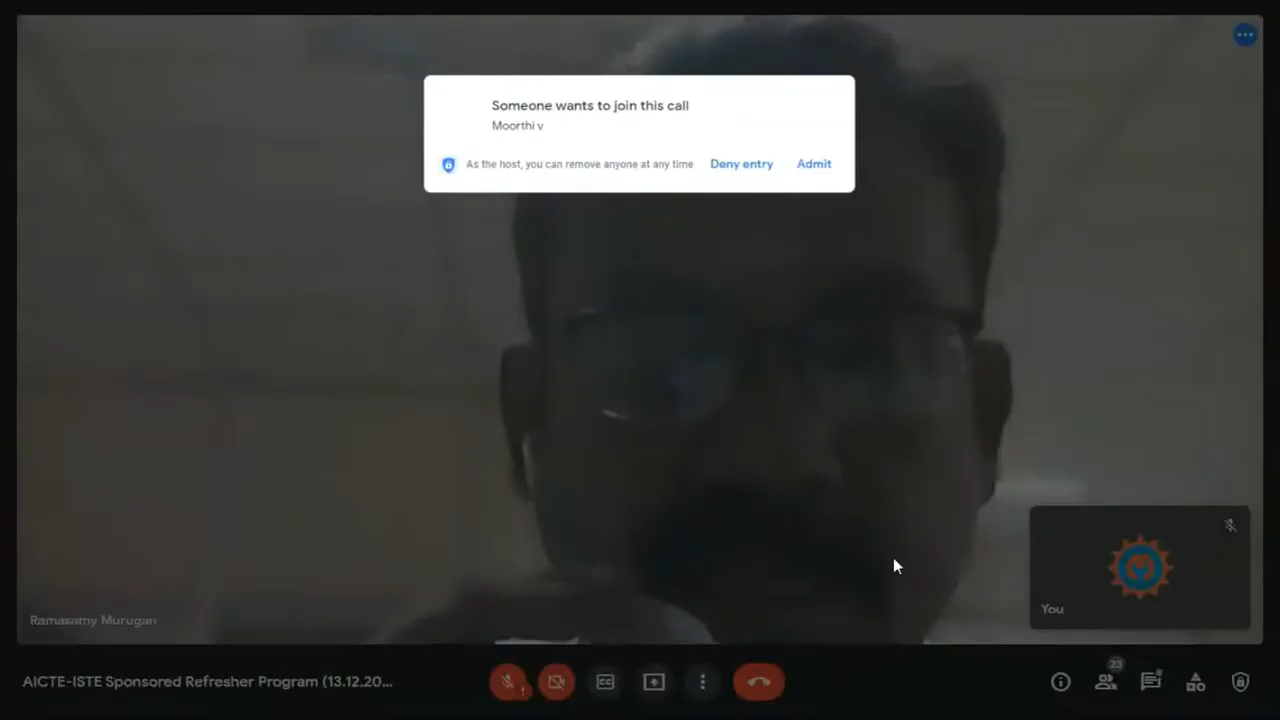 Someone wants to join this call
Moorthi v
As the host, you can remove anyone at any time
Deny entry
Admit
You
Ramasamy Murugan
AICTE-ISTE Sponsored Refresher Program (13.12.20...
CC
23